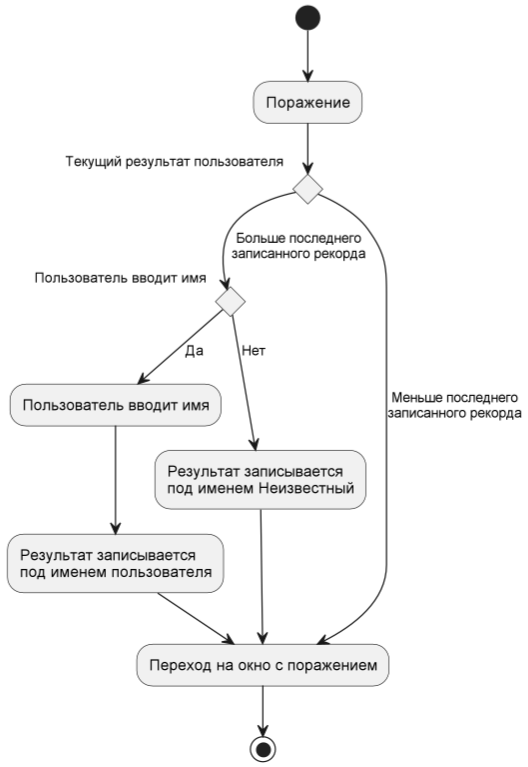 Поражение
Текущий результат пользователя
Больше последнего
записанного рекорда
Пользователь вводит имя
Да
Нет
Меньше последнего
записанного рекорда
Пользователь вводит имя
Результат записывается
под именем Неизвестный
Результат записывается
под именем пользователя
Переход на окно с поражением